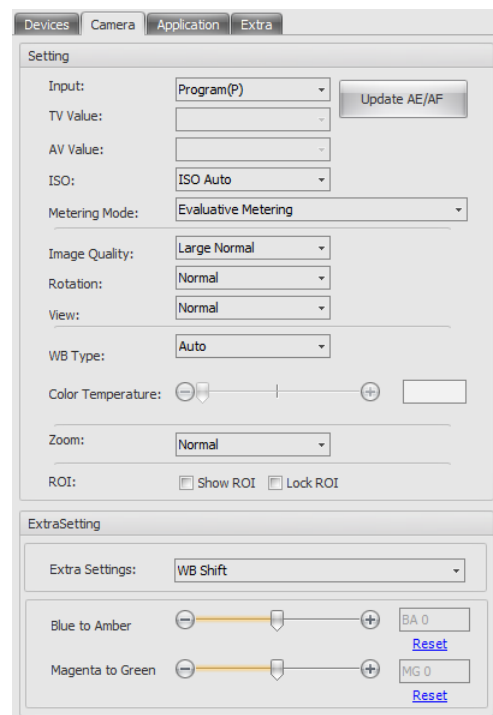 Devices Camera Application Extra
Setting
Input: Program(P) Update AE/AF
TV Value:
AV Value:
ISO: ISO Auto
Metering Mode: Evaluative Metering
Image Quality: Large Normal
Rotation: Normal
View: Normal
WB Type: Auto
Color Temperature:
Zoom: Normal
ROI: Show ROI Lock ROI
ExtraSetting
Extra Settings: WB Shift
Blue to Amber BA 0
Reset
Magenta to Green MG 0
Reset